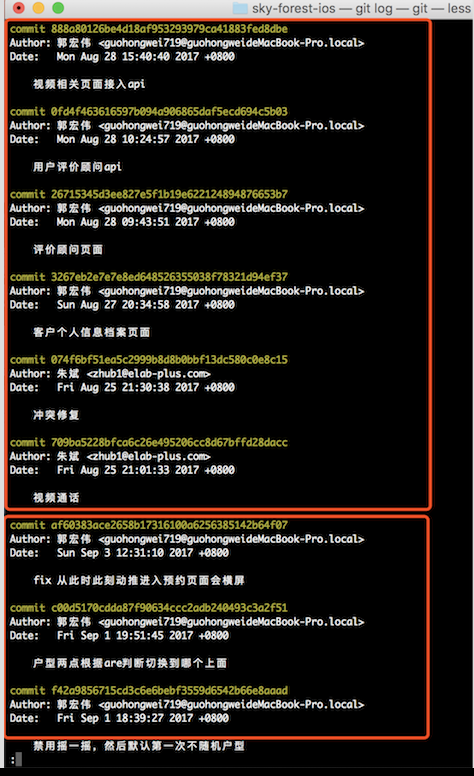 sky-forest-ios — git log — git — less
commit 888a80126be4d18af953293979ca41883fed8dbe
Author: 郭宏伟 <guohongwei719@guohongweideMacBook-Pro.local>
Date: Mon Aug 28 15:40:40 2017 +0800
视频相关页面接入api
commit 0fd4f463616597b094a906865daf5ecd694c5b03
Author: 郭宏伟 <guohongwei719@guohongweideMacBook-Pro.local>
Date: Mon Aug 28 10:24:57 2017 +0800
用户评价顾问api
commit 26715345d3ee827e5f1b19e622124894876653b7
Author: 郭宏伟 <guohongwei719@guohongweideMacBook-Pro.local>
Date: Mon Aug 28 09:43:51 2017 +0800
评价顾问页面
commit 3267eb2e7e7e8ed648526355038f78321d94ef37
Author: 郭宏伟 <guohongwei719@guohongweideMacBook-Pro.local>
Date: Sun Aug 27 20:34:58 2017 +0800
客户个人信息档案页面
commit 074f6bf51ea5c2999b8d8b0bbf13dc580c0e8c15
Author: 朱斌 <zhub1@elab-plus.com>
Date: Fri Aug 25 21:30:38 2017 +0800
冲突修复
commit 709ba5228bfca6c26e495206cc8d67bffd28dacc
Author: 朱斌 <zhub1@elab-plus.com>
Date: Fri Aug 25 21:01:33 2017 +0800
视频通话
commit af60383ace2658b17316100a6256385142b64f07
Author: 郭宏伟 <guohongwei719@guohongweideMacBook-Pro.local>
Date: Sun Sep 3 12:31:10 2017 +0800
fix 从此时此刻动推进入预约页面会横屏
commit c00d5170cdda87f90634ccc2adb240493c3a2f51
Author: 郭宏伟 <guohongwei719@guohongweideMacBook-Pro.local>
Date: Fri Sep 1 19:51:45 2017 +0800
户型两点根据are判断切换到哪个上面
commit f42a9856715cd3c6e6bebf3559d6542b66e8aaad
Author: 郭宏伟 <guohongwei719@guohongweideMacBook-Pro.local>
Date: Fri Sep 1 18:39:27 2017 +0800
禁用摇一摇，然后默认第一次不随机户型
: